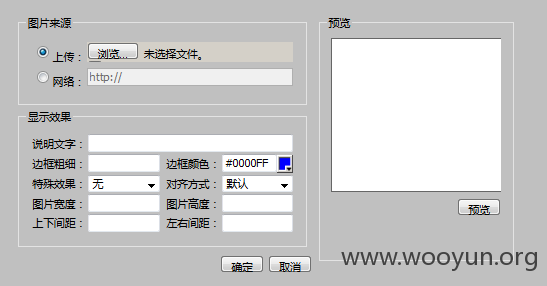 图片来源
上传： 浏览... 未选择文件。
网络： http://
显示效果
说明文字：
边框粗细： 边框颜色： #0000FF
特殊效果： 无 对齐方式： 默认
图片宽度： 图片高度：
上下间距： 左右间距：
确定 取消
预览
预览
www.wooyun.org